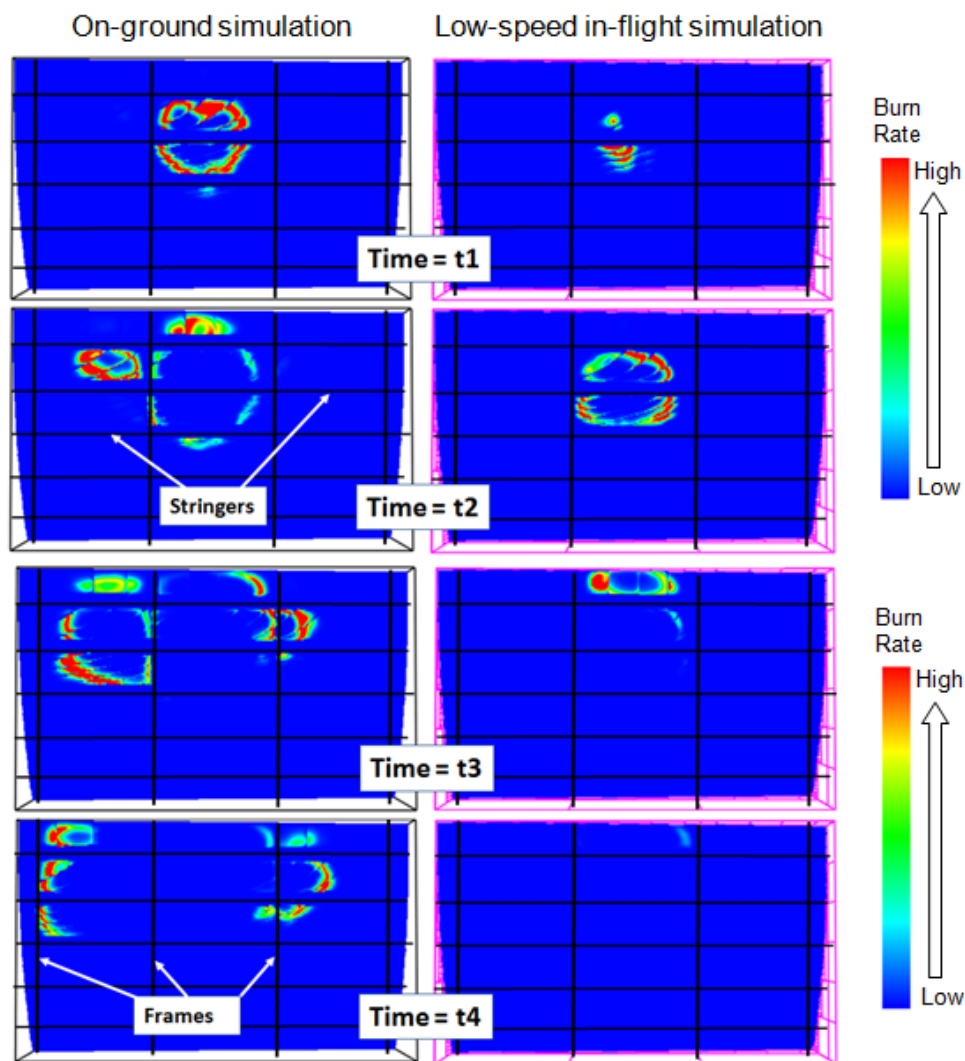 On-ground simulation
Low-speed in-flight simulation
Burn
Rate
High
Low
Time = t1
Stringers
Time = t2
Burn
Rate
High
Low
Time = t3
Frames
Time = t4